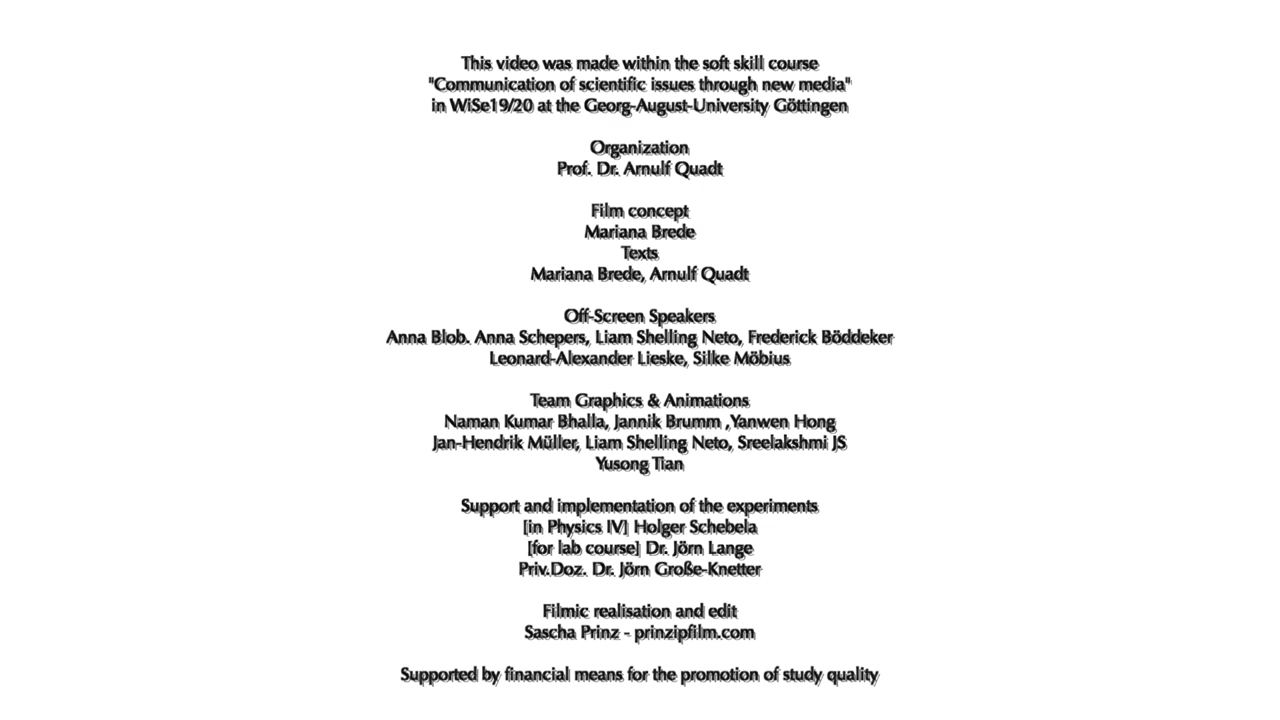 This video was made within the soft skill course
"Communication of scientific issues through new media"
in WiSe19/20 at the Georg-August-University Göttingen
Organization
Prof. Dr. Arnulf Quadt
Film concept
Mariana Brede
Texts
Mariana Brede, Arnulf Quadt
Off-Screen Speakers
Anna Blob. Anna Schepers, Liam Shelling Neto, Frederick Böddeker
Leonard-Alexander Lieske, Silke Möbius
Team Graphics & Animations
Naman Kumar Bhalla, Jannik Brumm ,Yanwen Hong
Jan-Hendrik Müller, Liam Shelling Neto, Sreelakshmi JS
Yusong Tian
Support and implementation of the experiments
[in Physics IV] Holger Schebela
[for lab course] Dr. Jörn Lange
Priv.Doz. Dr. Jörn Große-Knetter
Filmic realisation and edit
Sascha Prinz - prinzipfilm.com
Supported by financial means for the promotion of study quality